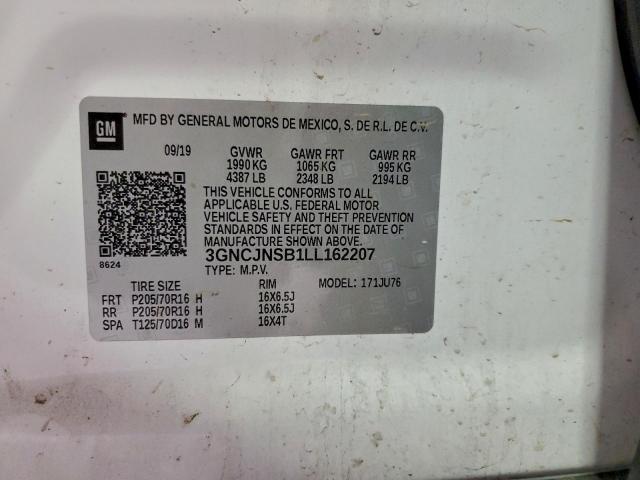 GM
MFD BY GENERAL MOTORS DE MEXICO, S. DE R.L. DE C.V.
09/19 GVWR GAWR FRT GAWR RR
1990 KG 1065 KG 995 KG
4387 LB 2348 LB 2194 LB
THIS VEHICLE CONFORMS TO ALL
APPLICABLE U.S. FEDERAL MOTOR
VEHICLE SAFETY AND THEFT PREVENTION
STANDARDS IN EFFECT ON THE DATE OF
MANUFACTURE SHOWN ABOVE.
3GNCJNSB1LL162207
8624
TYPE: M.P.V. MODEL: 171JU76
TIRE SIZE RIM
FRT P205/70R16 H 16X6.5J
RR P205/70R16 H 16X6.5J
SPA T125/70D16 M 16X4T